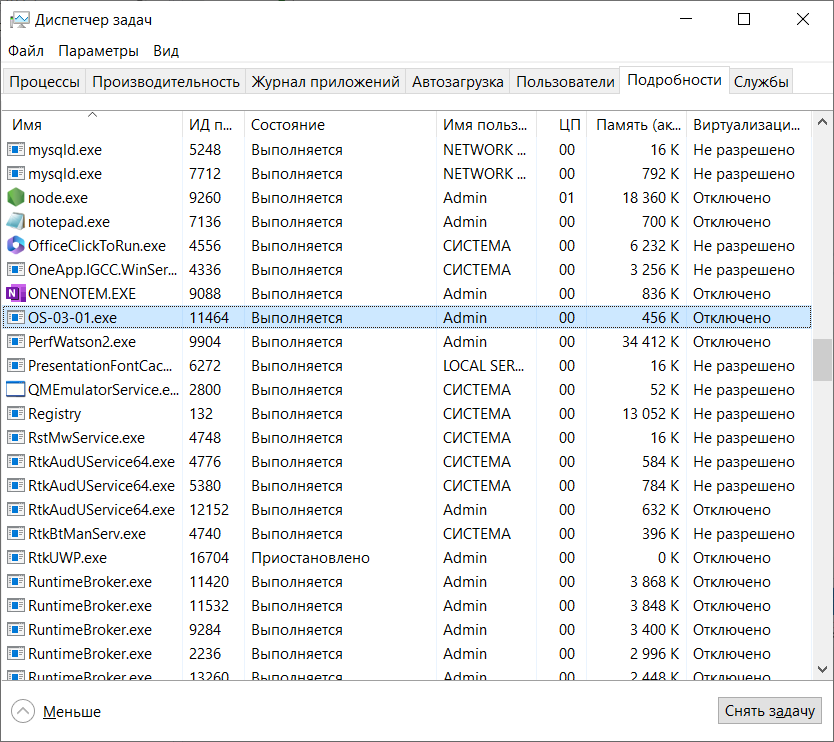 Диспетчер задач
Файл Параметры Вид
Процессы Производительность Журнал приложений Автозагрузка Пользователи Подробности Службы
Имя ИД п... Состояние Имя польз... ЦП Память (ак... Виртуализаци...
mysqld.exe 5248 Выполняется NETWORK ... 00 16 K Не разрешено
mysqld.exe 7712 Выполняется NETWORK ... 00 792 K Не разрешено
node.exe 9260 Выполняется Admin 01 18 360 K Отключено
notepad.exe 7136 Выполняется Admin 00 700 K Отключено
OfficeClickToRun.exe 4556 Выполняется СИСТЕМА 00 6 232 K Не разрешено
OneApp.IGCC.WinSer... 4336 Выполняется СИСТЕМА 00 3 256 K Не разрешено
ONENOTEM.EXE 9088 Выполняется Admin 00 836 K Отключено
OS-03-01.exe 11464 Выполняется Admin 00 456 K Отключено
PerfWatson2.exe 9904 Выполняется Admin 00 34 412 K Отключено
PresentationFontCac... 6272 Выполняется LOCAL SER... 00 16 K Не разрешено
QMEmulatorService.e... 2800 Выполняется СИСТЕМА 00 52 K Не разрешено
Registry 132 Выполняется СИСТЕМА 00 13 052 K Не разрешено
RstMwService.exe 4748 Выполняется СИСТЕМА 00 16 K Не разрешено
RtkAudUService64.exe 4776 Выполняется СИСТЕМА 00 584 K Не разрешено
RtkAudUService64.exe 5380 Выполняется СИСТЕМА 00 784 K Не разрешено
RtkAudUService64.exe 12152 Выполняется Admin 00 632 K Отключено
RtkBtManServ.exe 4740 Выполняется СИСТЕМА 00 396 K Не разрешено
RtkUWP.exe 16704 Приостановлено Admin 00 0 K Отключено
RuntimeBroker.exe 11420 Выполняется Admin 00 3 868 K Отключено
RuntimeBroker.exe 11532 Выполняется Admin 00 3 848 K Отключено
RuntimeBroker.exe 9284 Выполняется Admin 00 3 400 K Отключено
RuntimeBroker.exe 2236 Выполняется Admin 00 2 996 K Отключено
RuntimeBroker.exe 13260 Выполняется Admin 00 2 448 K Отключено
Меньше Снять задачу